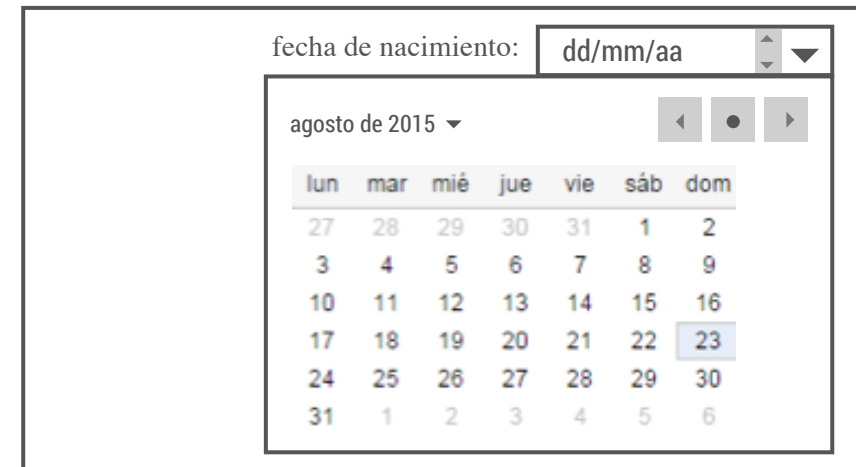 fecha de nacimiento: dd/mm/aa
agosto de 2015
lun mar mié jue vie sáb dom
27 28 29 30 31 1 2
3 4 5 6 7 8 9
10 11 12 13 14 15 16
17 18 19 20 21 22 23
24 25 26 27 28 29 30
31 1 2 3 4 5 6